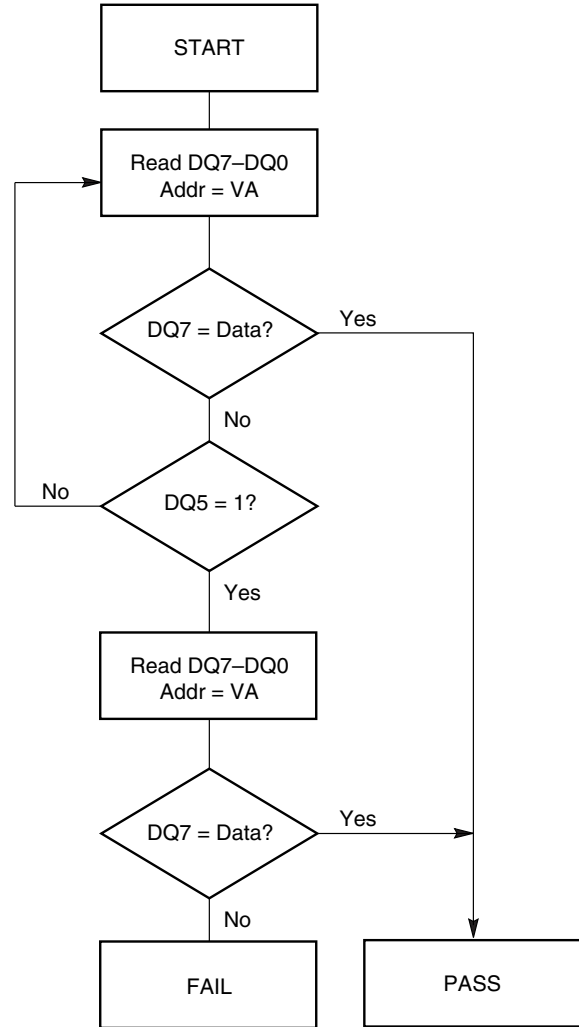 START
Read DQ7–DQ0
Addr = VA
DQ7 = Data?
Yes
No
DQ5 = 1?
No
Yes
Read DQ7–DQ0
Addr = VA
DQ7 = Data?
Yes
No
FAIL
PASS